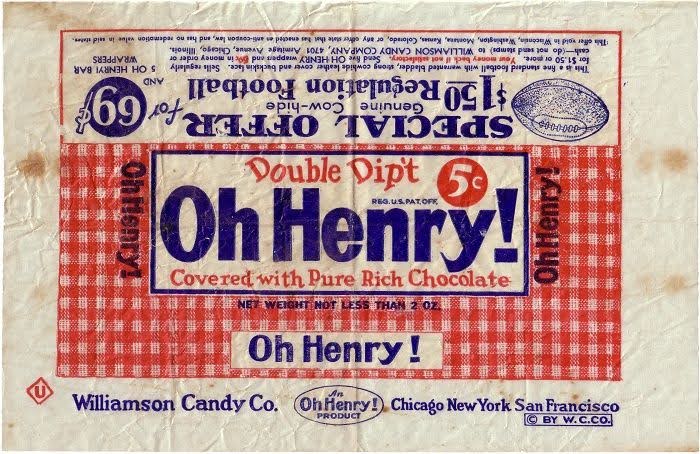 SPECIAL OFFER
Genuine Cow-hide
$1.50 Regulation Football
for
69¢
AND
5 OH HENRY BAR
WRAPPERS
This is a fine standard football with warranted bladder, strong cowhide leather cover and buckskin lace. Sells regularly
for $1.50 or more. Your money back if not satisfactory. Send five OH HENRY wrappers and 69¢ in money order or
cash—(do not send stamps) to WILLIAMSON CANDY COMPANY, 4701 Armitage Avenue, Chicago, Illinois.
This offer void in Wisconsin, Washington, Montana, Kansas, Colorado, or any other state that has enacted an anti-coupon law, and has no redemption value in said states.
Oh Henry!
Double Dip't
5¢
REG. U.S. PAT. OFF.
Oh Henry!
Covered with Pure Rich Chocolate
Oh Henry!
NET WEIGHT NOT LESS THAN 2 OZ.
Oh Henry!
U
Williamson Candy Co.
An
Oh Henry!
PRODUCT
Chicago New York San Francisco
© BY W.C.CO.